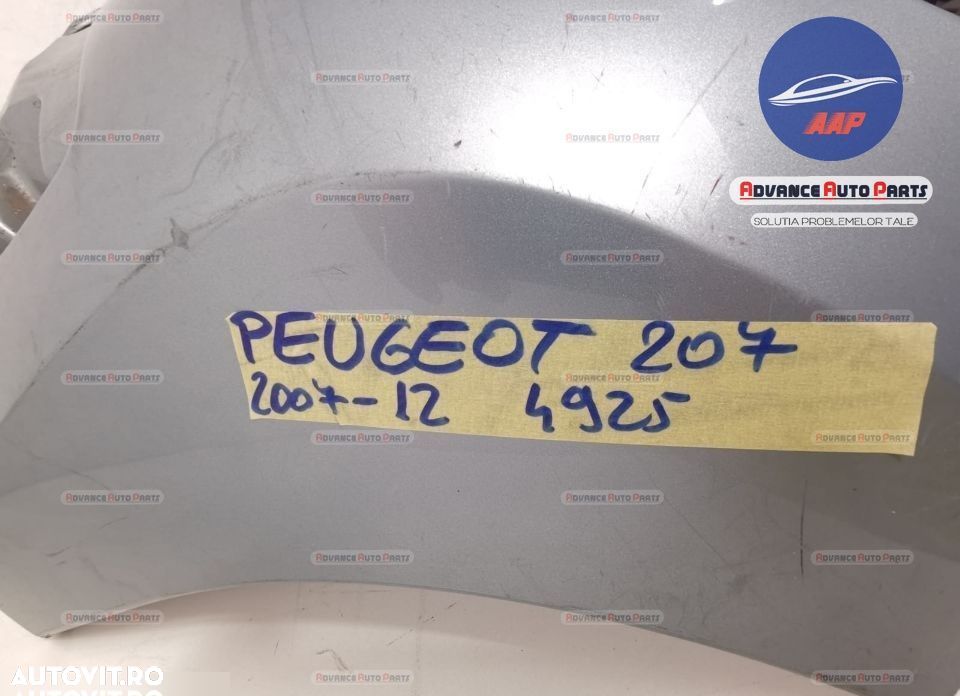 AAP
ADVANCE AUTO PARTS
SOLUTIA PROBLEMELOR TALE
PEUGEOT 207
2007-12 4925
AUTOVIT.RO